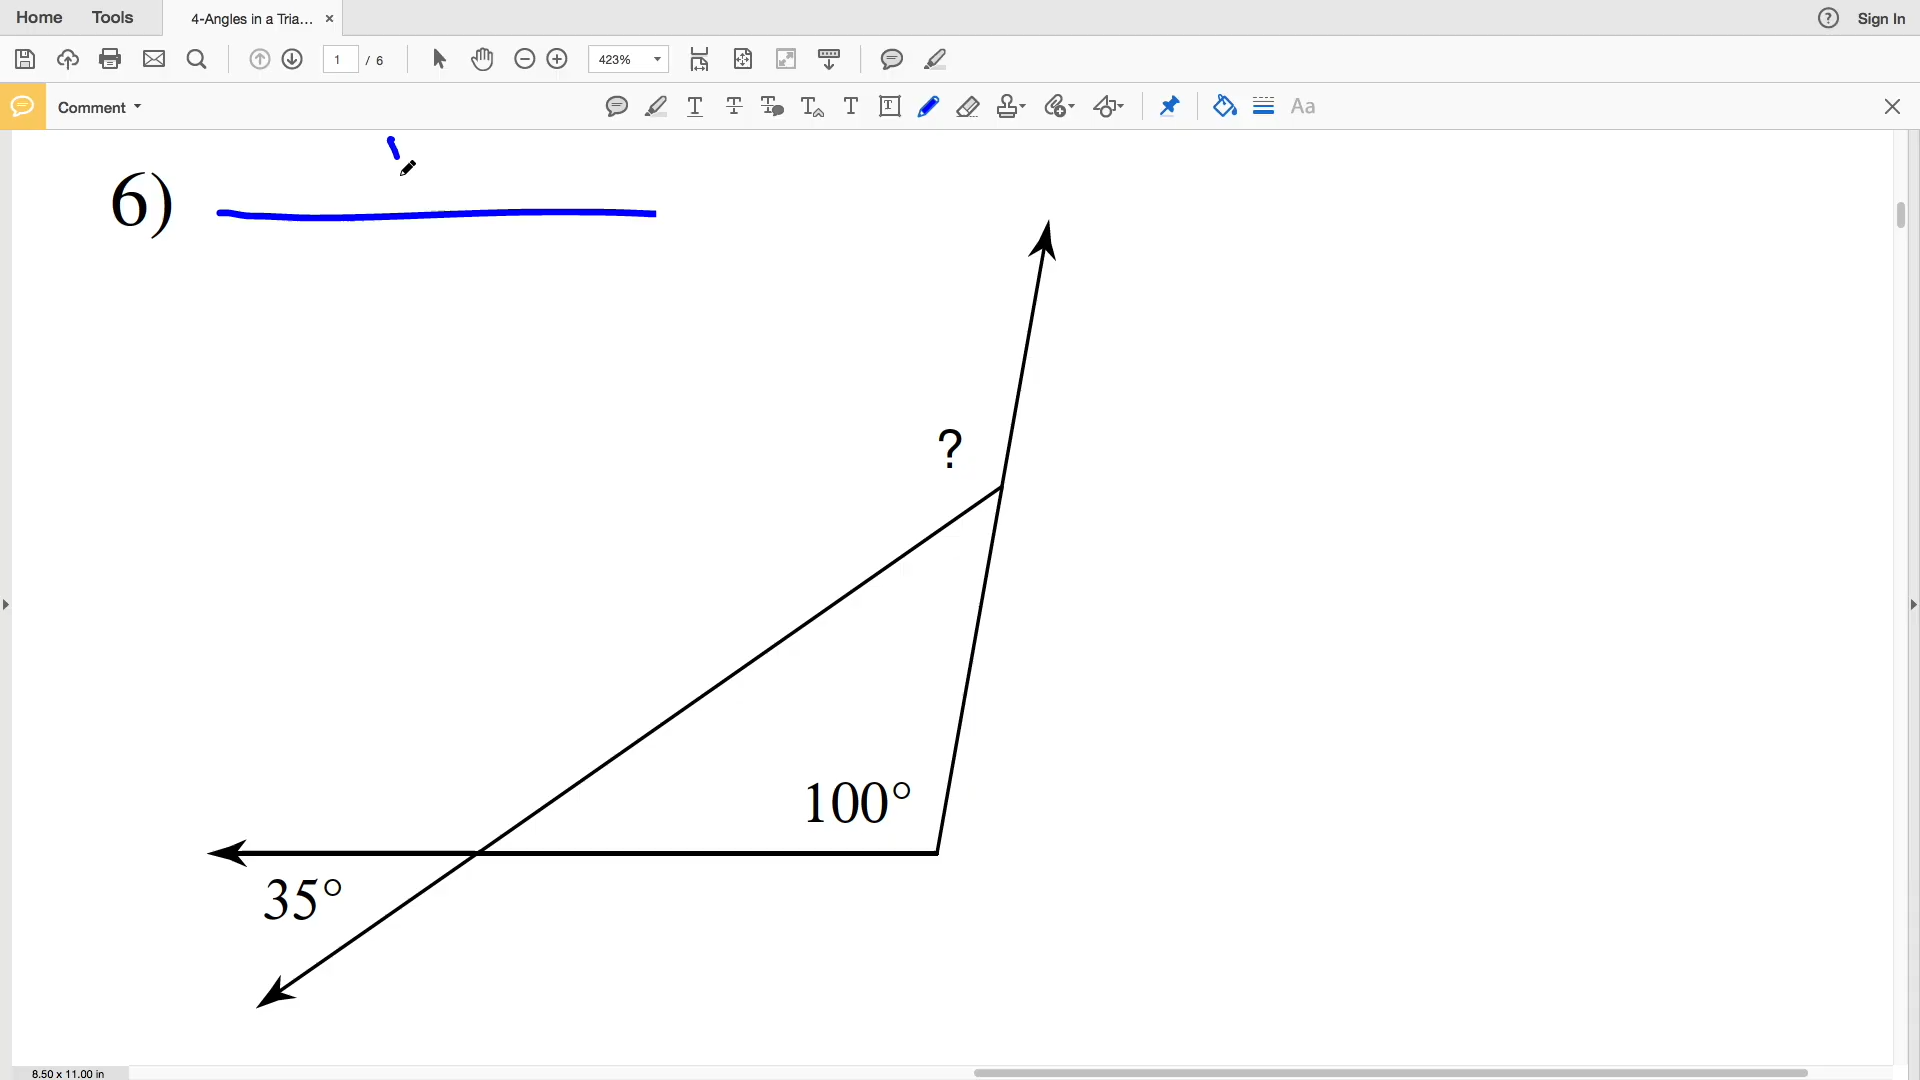 Home Tools 4-Angles in a Tria... × ? Sign In
1 / 6 423%
Comment T T T T T T Aa
6)
?
100°
35°
8.50 x 11.00 in